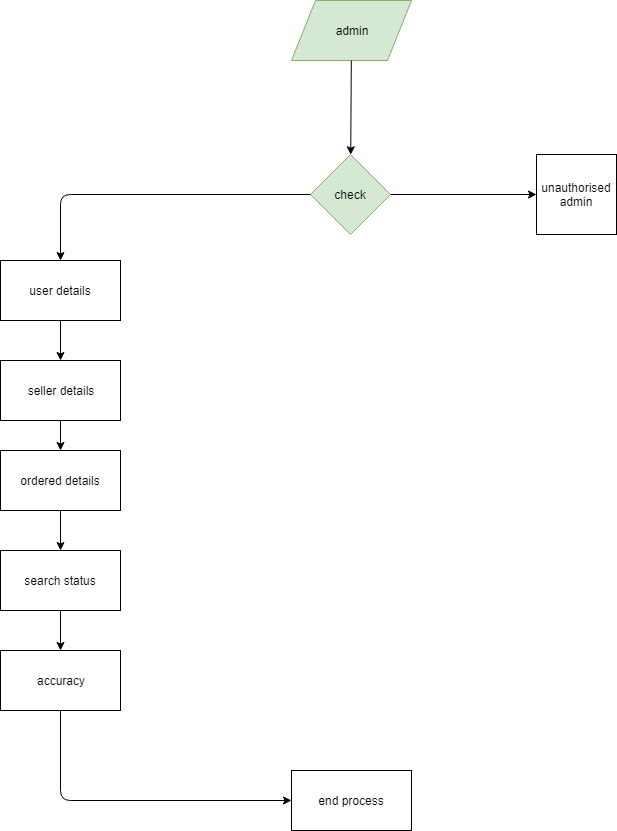 admin
check
unauthorised
admin
user details
seller details
ordered details
search status
accuracy
end process